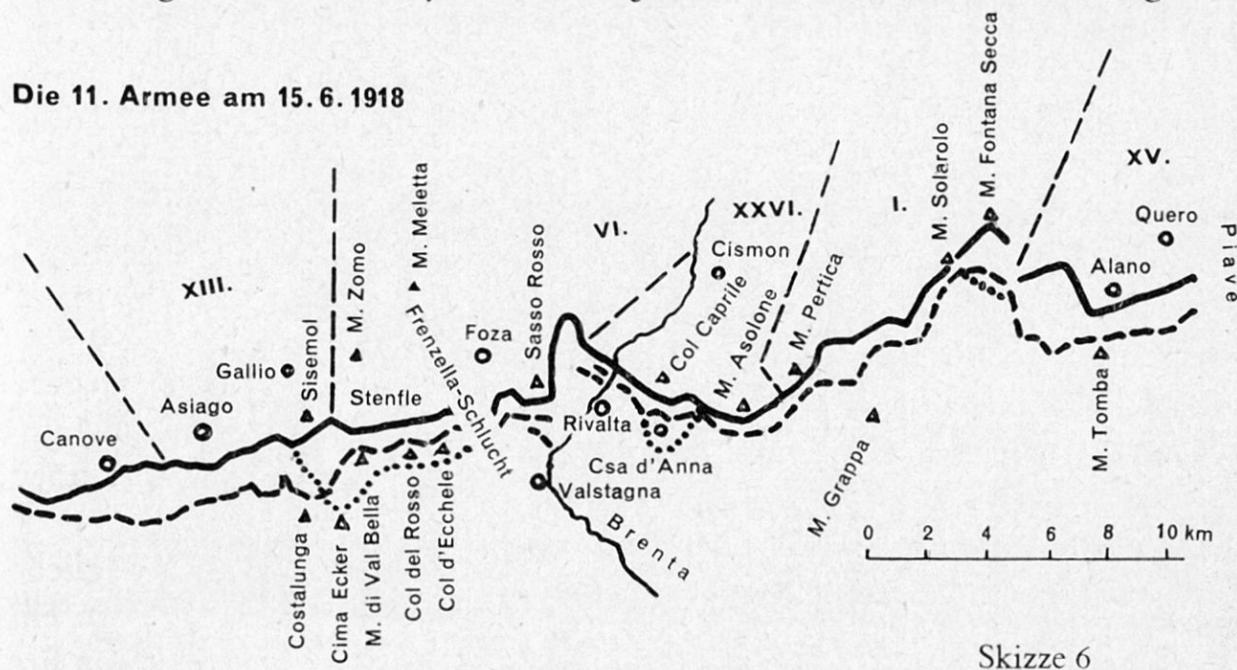 Die 11. Armee am 15. 6. 1918
M. Fontana Secca
M. Solarolo
XV.
I.
XXVI.
VI.
XIII.
Quero
Piave
Alano
Cismon
M. Meletta
M. Zomo
Sisemol
Gallio
Asiago
Canove
Stenfle
Frenzella-Schlucht
Foza
Sasso Rosso
Col Caprile
M. Asolone
M. Pertica
Rivalta
Csa d'Anna
Valstagna
Brenta
M. Grappa
M. Tomba
Costalunga
Cima Ecker
M. di Val Bella
Col del Rosso
Col d'Ecchele
0 2 4 6 8 10 km
Skizze 6